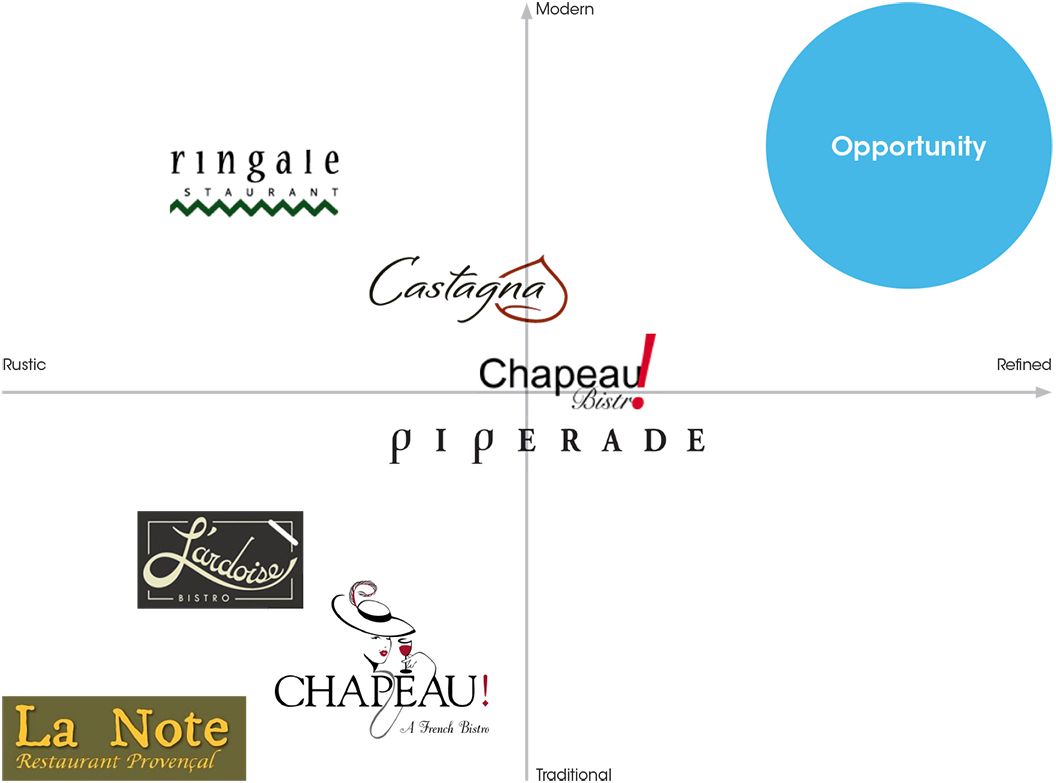 Modern
Opportunity
ringale
STAURANT
Castagna
Rustic
Refined
Chapeau!
Bistro
PIPERADE
L'ardoise
BISTRO
CHAPEAU!
A French Bistro
La Note
Restaurant Provençal
Traditional